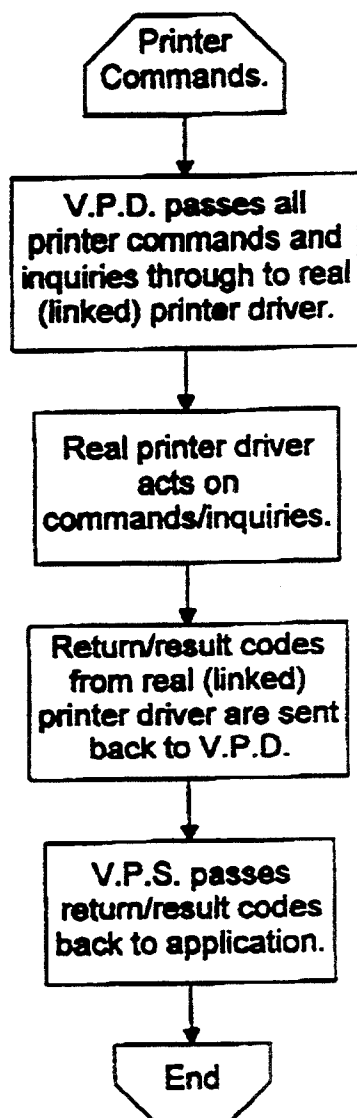 Printer
Commands.
V.P.D. passes all
printer commands and
inquiries through to real
(linked) printer driver.
Real printer driver
acts on
commands/inquiries.
Return/result codes
from real (linked)
printer driver are sent
back to V.P.D.
V.P.S. passes
return/result codes
back to application.
End